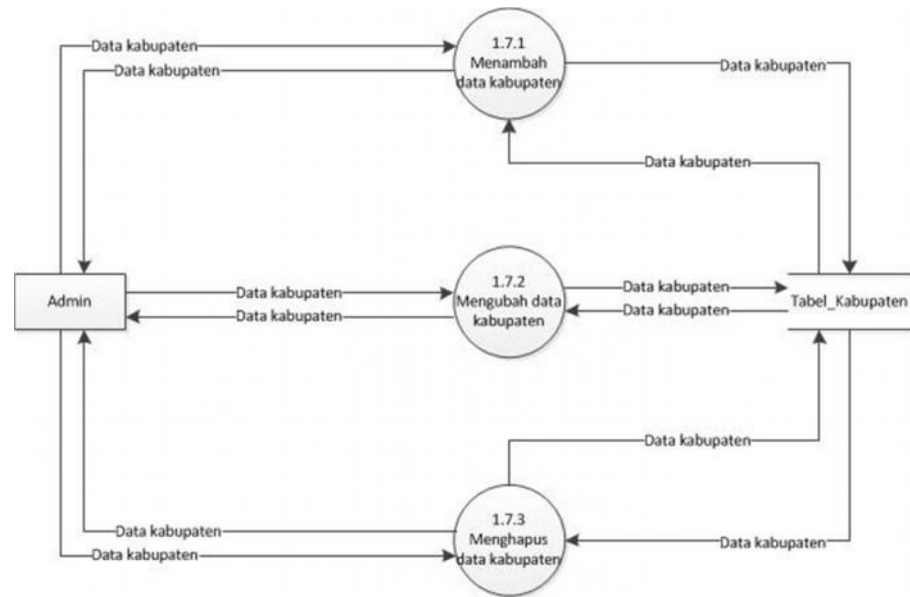 Data kabupaten
Data kabupaten
1.7.1
Menambah
data kabupaten
Data kabupaten
Data kabupaten
Admin
Data kabupaten
Data kabupaten
1.7.2
Mengubah data
kabupaten
Data kabupaten
Data kabupaten
Tabel_Kabupaten
Data kabupaten
Data kabupaten
Data kabupaten
1.7.3
Menghapus
data kabupaten
Data kabupaten